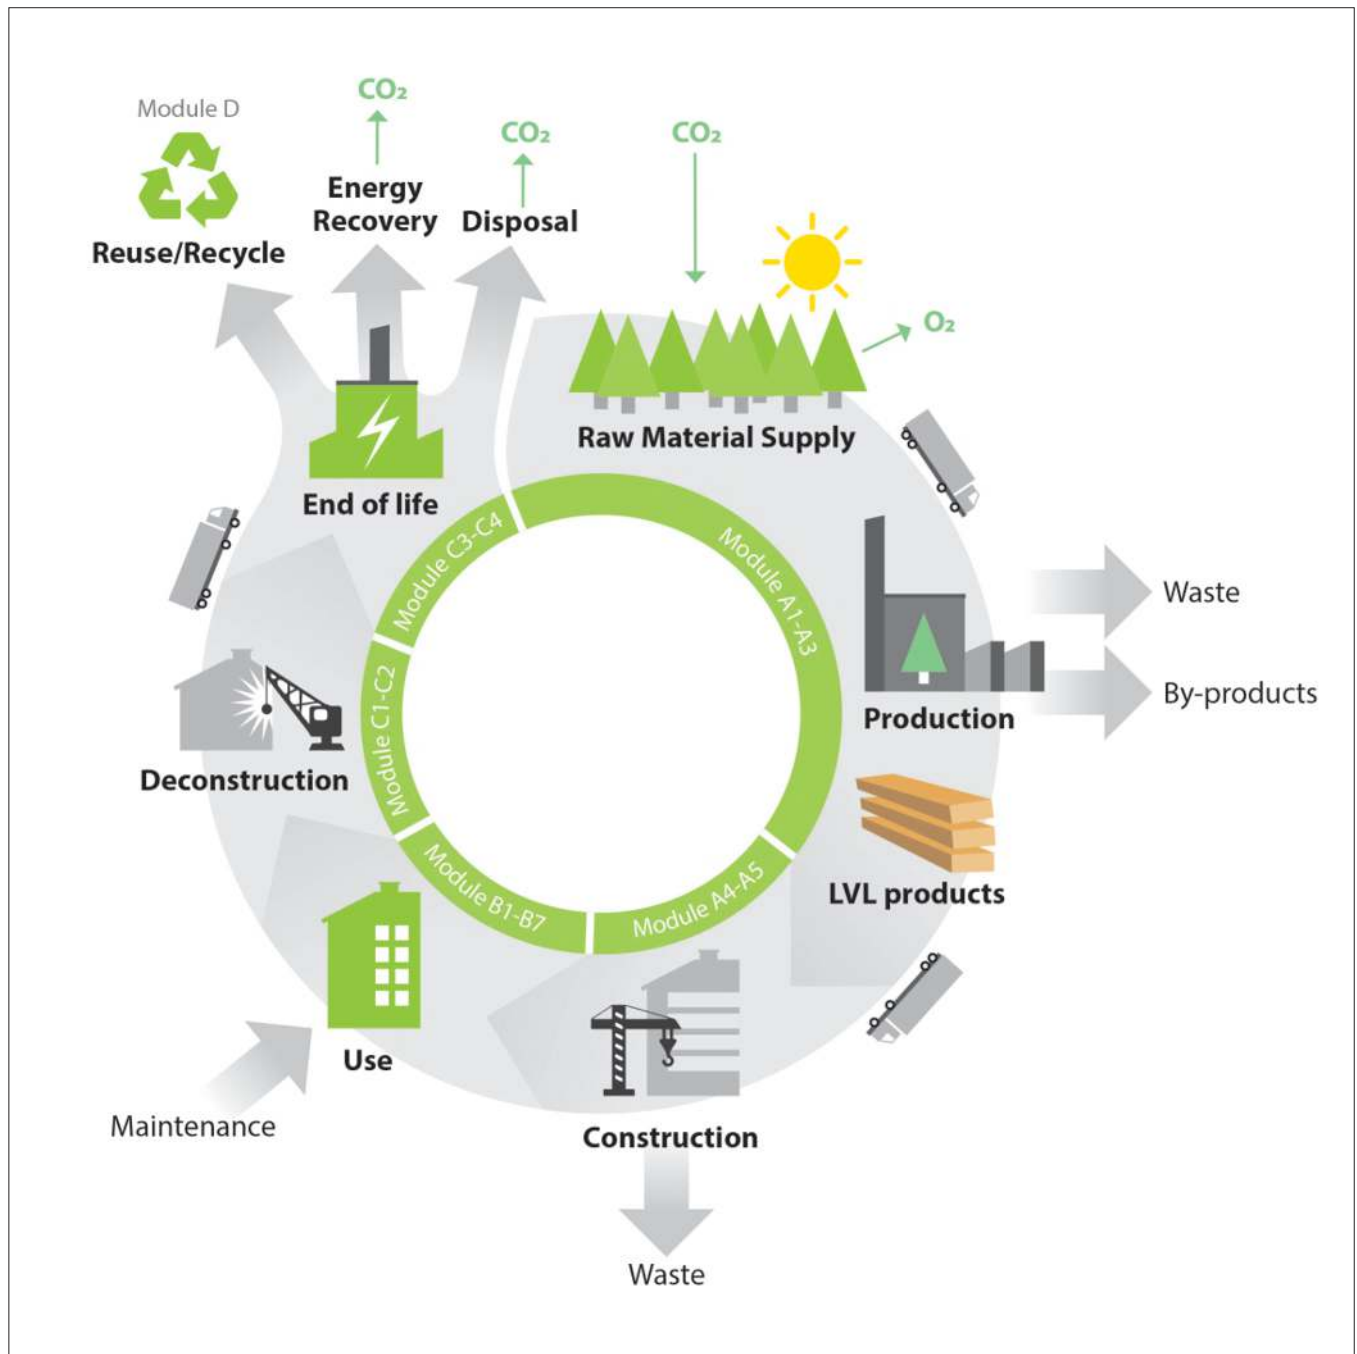 Module D
Reuse/Recycle
CO₂
Energy
Recovery
CO₂
Disposal
CO₂
O₂
Raw Material Supply
End of life
Module C3-C4
Module A1-A3
Waste
By-products
Production
Module C1-C2
Deconstruction
LVL products
Module B1-B7
Module A4-A5
Use
Maintenance
Construction
Waste